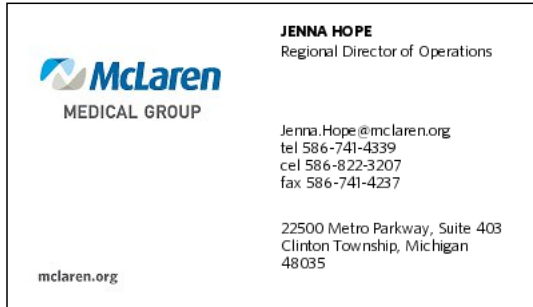 McLaren
MEDICAL GROUP
mclaren.org
JENNA HOPE
Regional Director of Operations
Jenna.Hope@mclaren.org
tel 586-741-4339
cel 586-822-3207
fax 586-741-4237
22500 Metro Parkway, Suite 403
Clinton Township, Michigan
48035